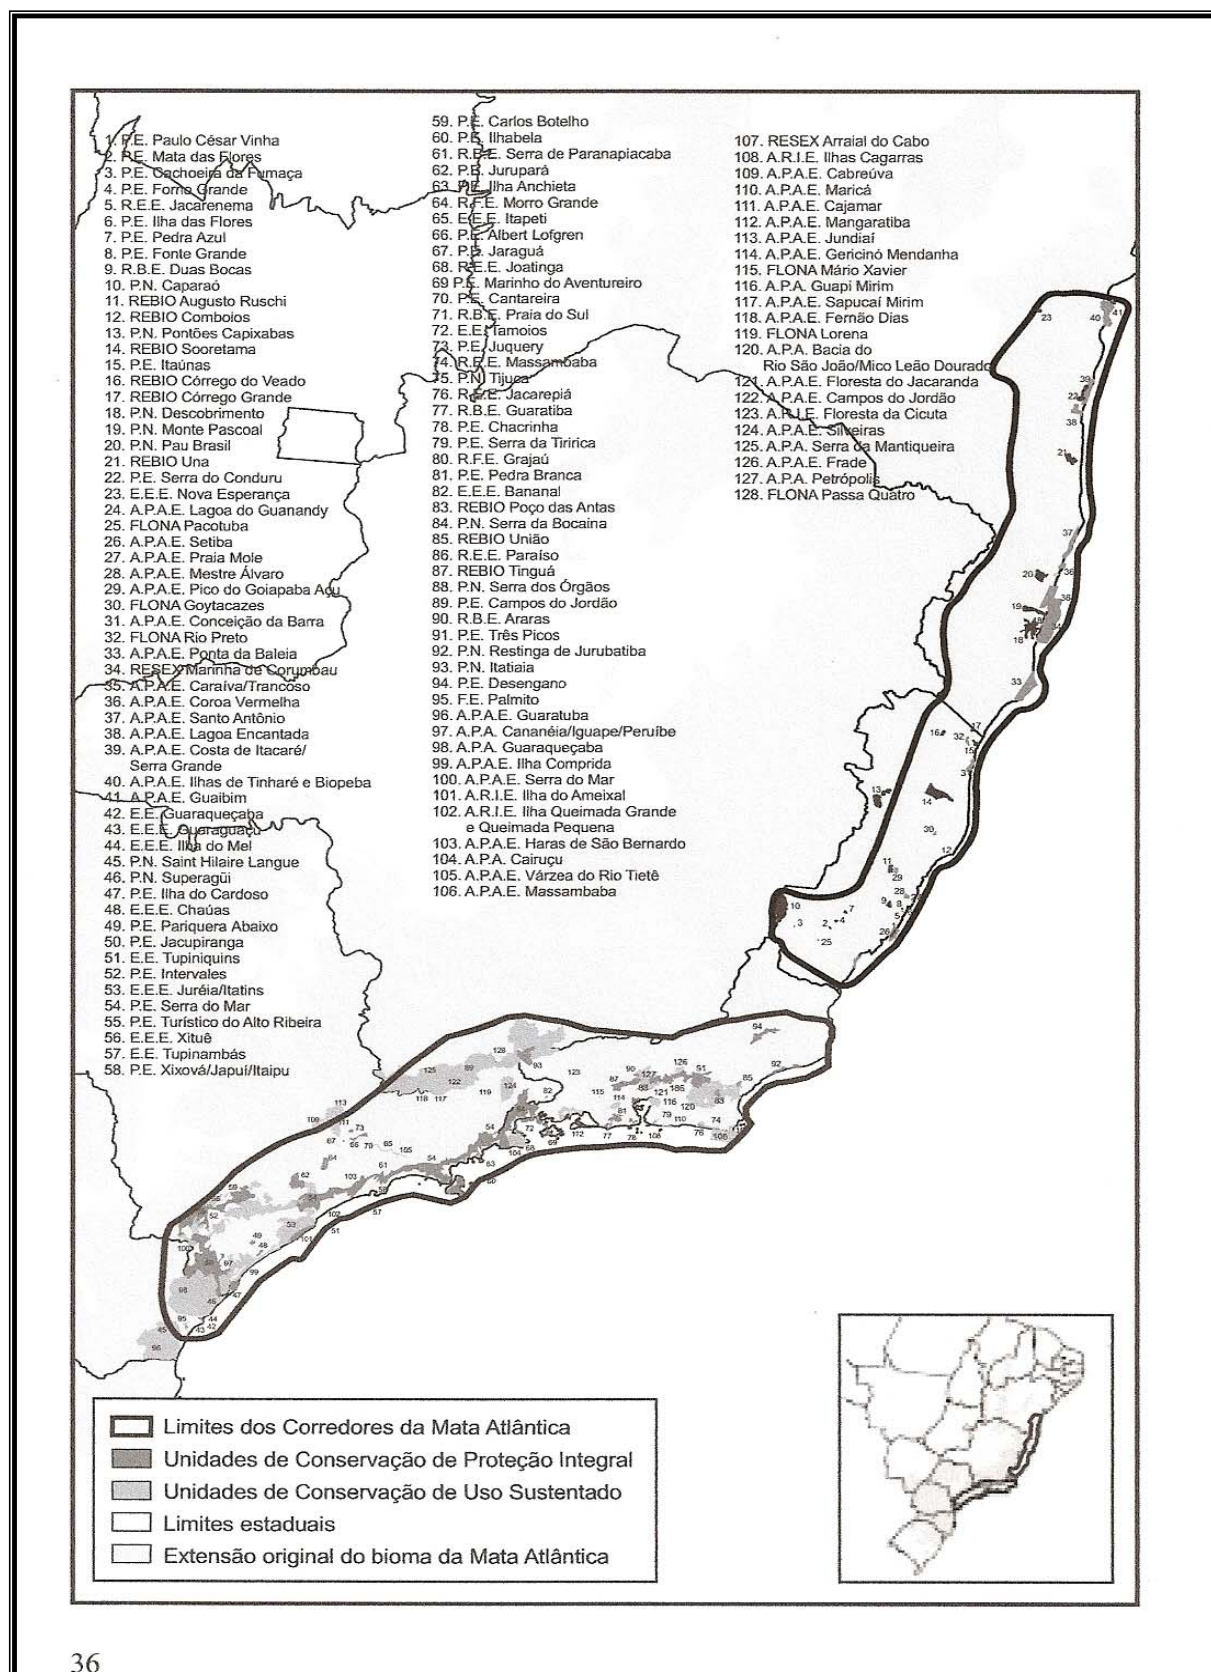 1. P.E. Paulo César Vinha
2. P.E. Mata das Flores
3. P.E. Cachoeira da Fumaça
4. P.E. Forno Grande
5. R.E.E. Jacarenema
6. P.E. Ilha das Flores
7. P.E. Pedra Azul
8. P.E. Fonte Grande
9. R.B.E. Duas Bocas
10. P.N. Caparaó
11. REBIO Augusto Ruschi
12. REBIO Comboios
13. P.N. Pontões Capixabas
14. REBIO Sooretama
15. P.E. Itaúnas
16. REBIO Córrego do Veado
17. REBIO Córrego Grande
18. P.N. Descobrimento
19. P.N. Monte Pascoal
20. P.N. Pau Brasil
21. REBIO Una
22. P.E. Serra do Conduru
23. E.E.E. Nova Esperança
24. A.P.A.E. Lagoa do Guanandy
25. FLONA Pacotuba
26. A.P.A.E. Setiba
27. A.P.A.E. Praia Mole
28. A.P.A.E. Mestre Álvaro
29. A.P.A.E. Pico do Goiapaba Açu
30. FLONA Goytacazes
31. A.P.A.E. Conceição da Barra
32. FLONA Rio Preto
33. A.P.A.E. Ponta da Baleia
34. RESEX Marinha de Corumbau
35. A.P.A.E. Caraíva/Trancoso
36. A.P.A.E. Coroa Vermelha
37. A.P.A.E. Santo Antônio
38. A.P.A.E. Lagoa Encantada
39. A.P.A.E. Costa de Itacaré/
Serra Grande
40. A.P.A.E. Ilhas de Tinharé e Biopeba
41. A.P.A.E. Guaibim
42. E.E. Guaraqueçaba
43. E.E.E. Guaraguaçu
44. E.E.E. Ilha do Mel
45. P.N. Saint Hilaire Langue
46. P.N. Superagüi
47. P.E. Ilha do Cardoso
48. E.E.E. Chaúas
49. P.E. Pariquera Abaixo
50. P.E. Jacupiranga
51. E.E. Tupiniquins
52. P.E. Intervales
53. E.E.E. Juréia/Itatins
54. P.E. Serra do Mar
55. P.E. Turístico do Alto Ribeira
56. E.E.E. Xituê
57. E.E. Tupinambás
58. P.E. Xixová/Japuí/Itaipu
59. P.E. Carlos Botelho
60. P.E. Ilhabela
61. R.B.E. Serra de Paranapiacaba
62. P.E. Jurupará
63. P.E. Ilha Anchieta
64. R.F.E. Morro Grande
65. E.E.E. Itapeti
66. P.E. Albert Lofgren
67. P.E. Jaraguá
68. R.E.E. Joatinga
69 P.E. Marinho do Aventureiro
70. P.E. Cantareira
71. R.B.E. Praia do Sul
72. E.E. Tamoios
73. P.E. Juquery
74. R.E.E. Massamoaba
75. P.N. Tijuca
76. R.E.E. Jacarepiá
77. R.B.E. Guaratiba
78. P.E. Chacrinha
79. P.E. Serra da Tiririca
80. R.F.E. Grajaú
81. P.E. Pedra Branca
82. E.E.E. Bananal
83. REBIO Poço das Antas
84. P.N. Serra da Bocaina
85. REBIO União
86. R.E.E. Paraíso
87. REBIO Tinguá
88. P.N. Serra dos Órgãos
89. P.E. Campos do Jordão
90. R.B.E. Araras
91. P.E. Três Picos
92. P.N. Restinga de Jurubatiba
93. P.N. Itatiaia
94. P.E. Desengano
95. F.E. Palmito
96. A.P.A.E. Guaratuba
97. A.P.A. Cananéia/Iguape/Peruíbe
98. A.P.A. Guaraqueçaba
99. A.P.A.E. Ilha Comprida
100. A.P.A.E. Serra do Mar
101. A.R.I.E. Ilha do Ameixal
102. A.R.I.E. Ilha Queimada Grande
e Queimada Pequena
103. A.P.A.E. Haras de São Bernardo
104. A.P.A. Cairuçu
105. A.P.A.E. Várzea do Rio Tietê
106. A.P.A.E. Massambaba
107. RESEX Arraial do Cabo
108. A.R.I.E. Ilhas Cagarras
109. A.P.A.E. Cabreúva
110. A.P.A.E. Maricá
111. A.P.A.E. Cajamar
112. A.P.A.E. Mangaratiba
113. A.P.A.E. Jundiaí
114. A.P.A.E. Gericinó Mendanha
115. FLONA Mário Xavier
116. A.P.A. Guapi Mirim
117. A.P.A.E. Sapucaí Mirim
118. A.P.A.E. Fernão Dias
119. FLONA Lorena
120. A.P.A. Bacia do
Rio São João/Mico Leão Dourado
121. A.P.A.E. Floresta do Jacaranda
122. A.P.A.E. Campos do Jordão
123. A.R.I.E. Floresta da Cicuta
124. A.P.A.E. Silveiras
125. A.P.A. Serra da Mantiqueira
126. A.P.A.E. Frade
127. A.P.A. Petrópolis
128. FLONA Passa Quatro
Limites dos Corredores da Mata Atlântica
Unidades de Conservação de Proteção Integral
Unidades de Conservação de Uso Sustentado
Limites estaduais
Extensão original do bioma da Mata Atlântica
36